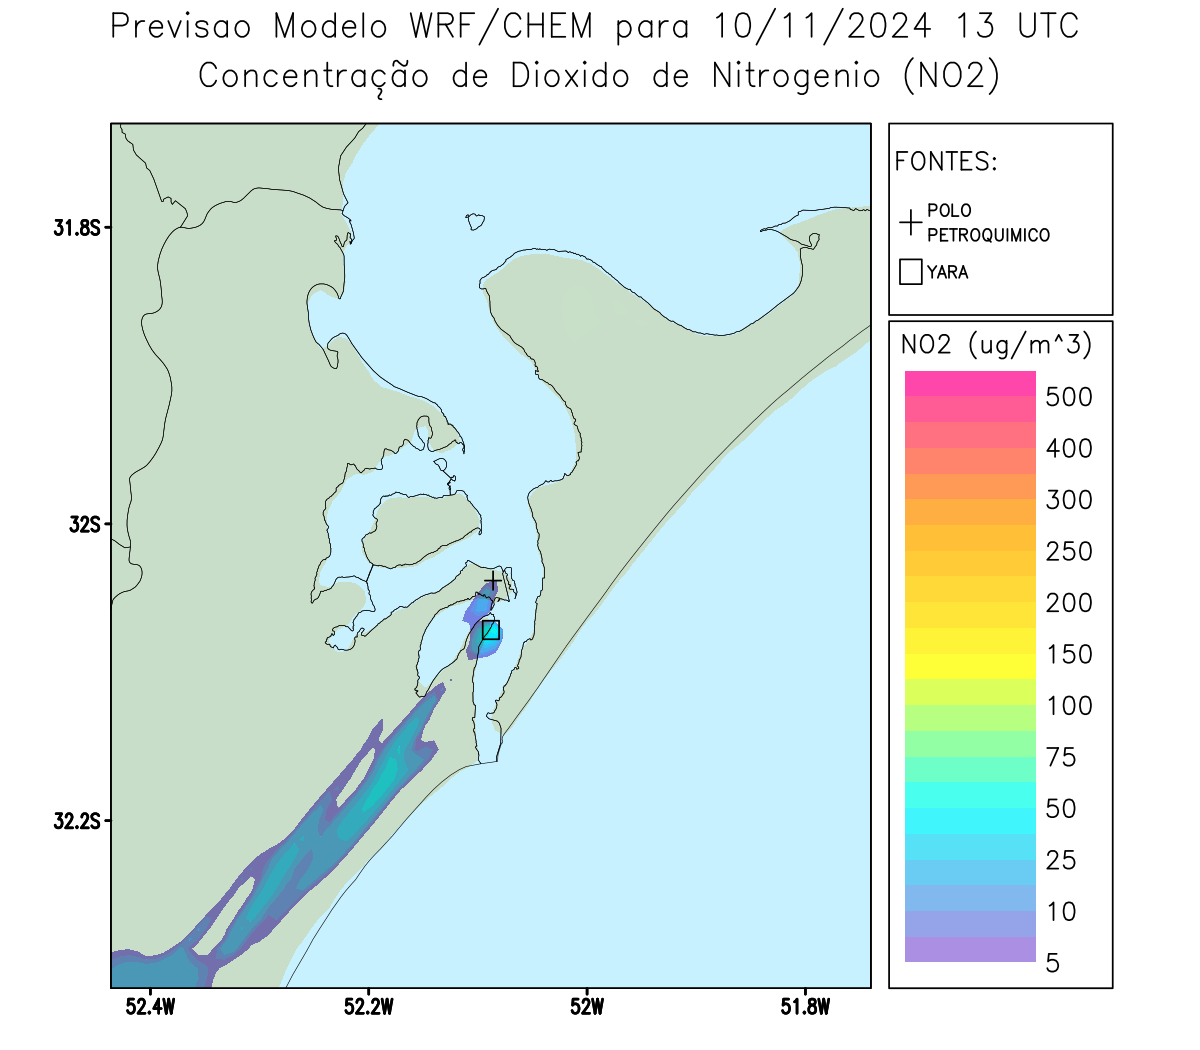 Previsao Modelo WRF/CHEM para 10/11/2024 13 UTC
Concentração de Dioxido de Nitrogenio (NO2)
FONTES:
POLO
PETROQUIMICO
YARA
31.8S
32S
32.2S
52.4W
52.2W
52W
51.8W
NO2 (ug/m^3)
500
400
300
250
200
150
100
75
50
25
10
5